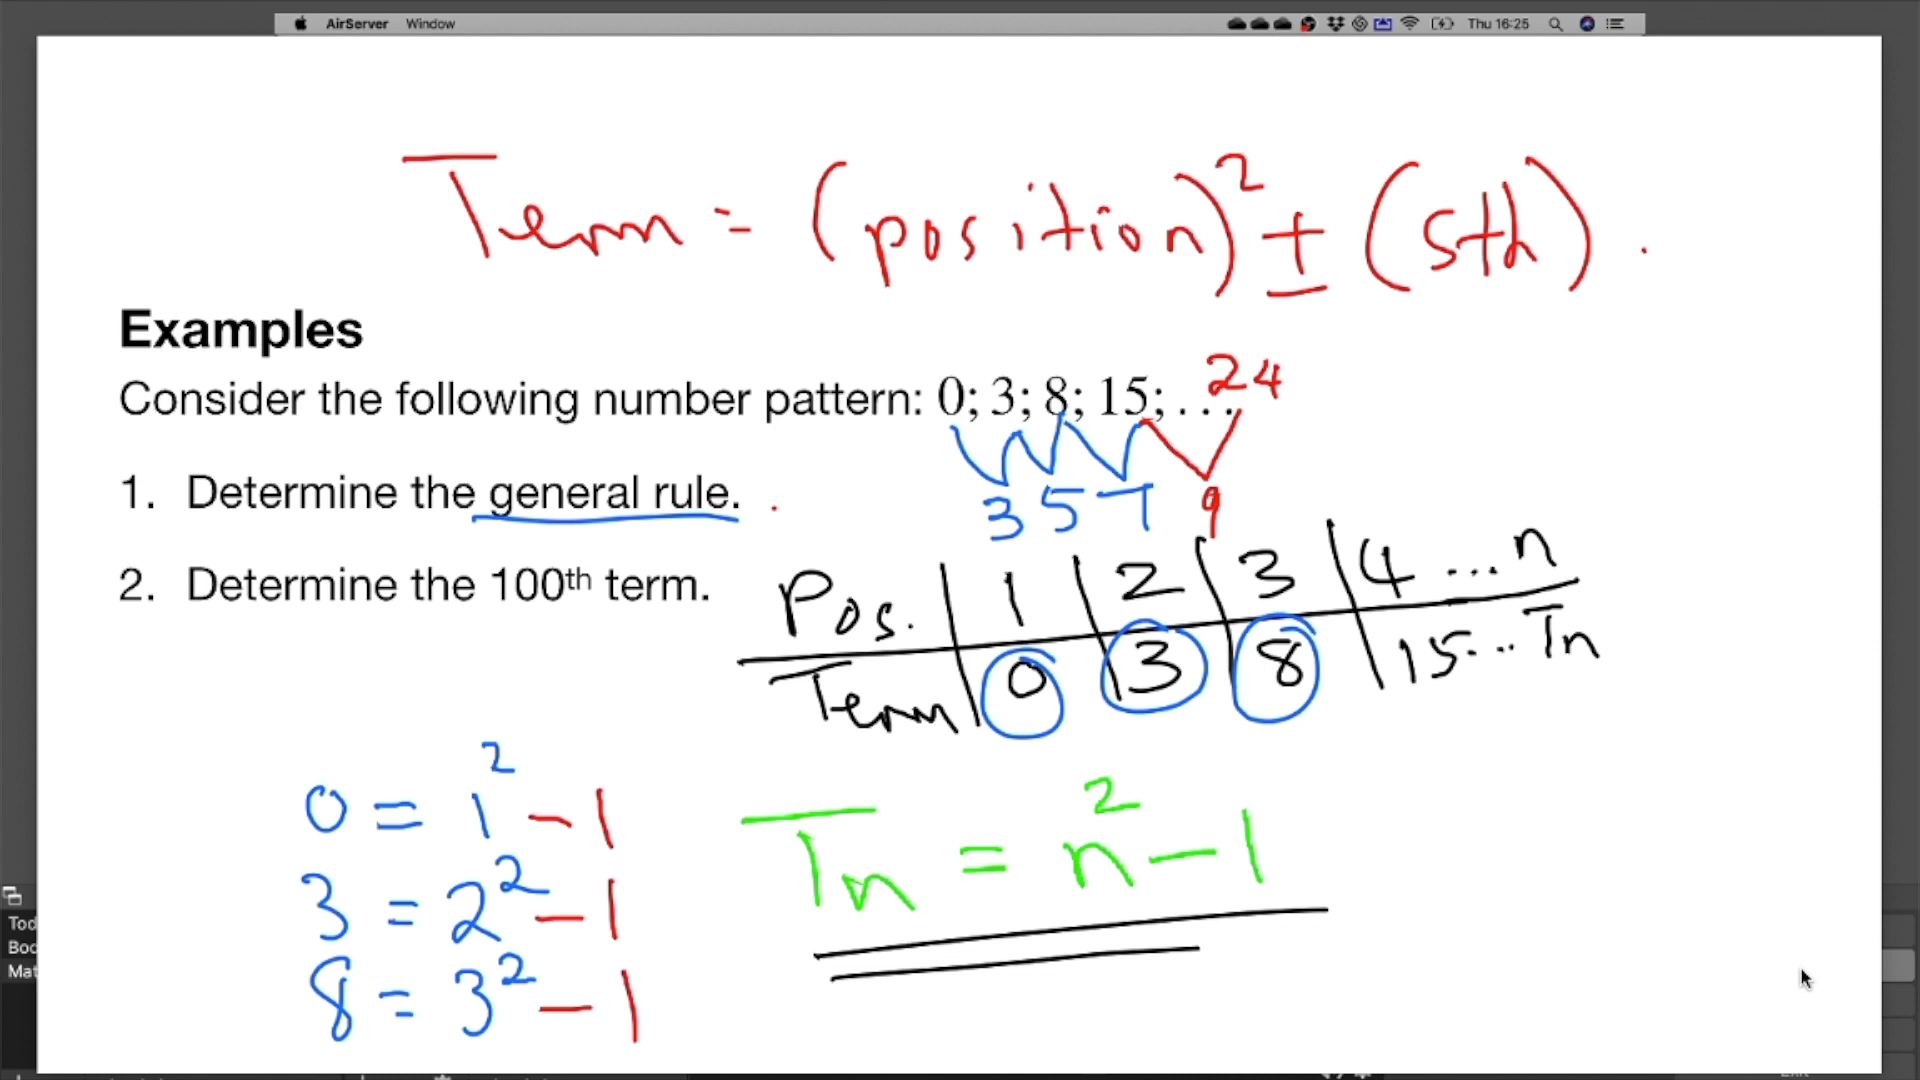 AirServer Window Thu 16:25
Term = (position)² ± (sth).
Examples
Consider the following number pattern: 0; 3; 8; 15; . . . 24
1. Determine the general rule.
3 5 7 9
2. Determine the 100th term.
Pos. 1 2 3 4 ... n
Term 0 3 8 15... Tn
0 = 1² - 1
3 = 2² - 1
8 = 3² - 1
Tn = n² - 1